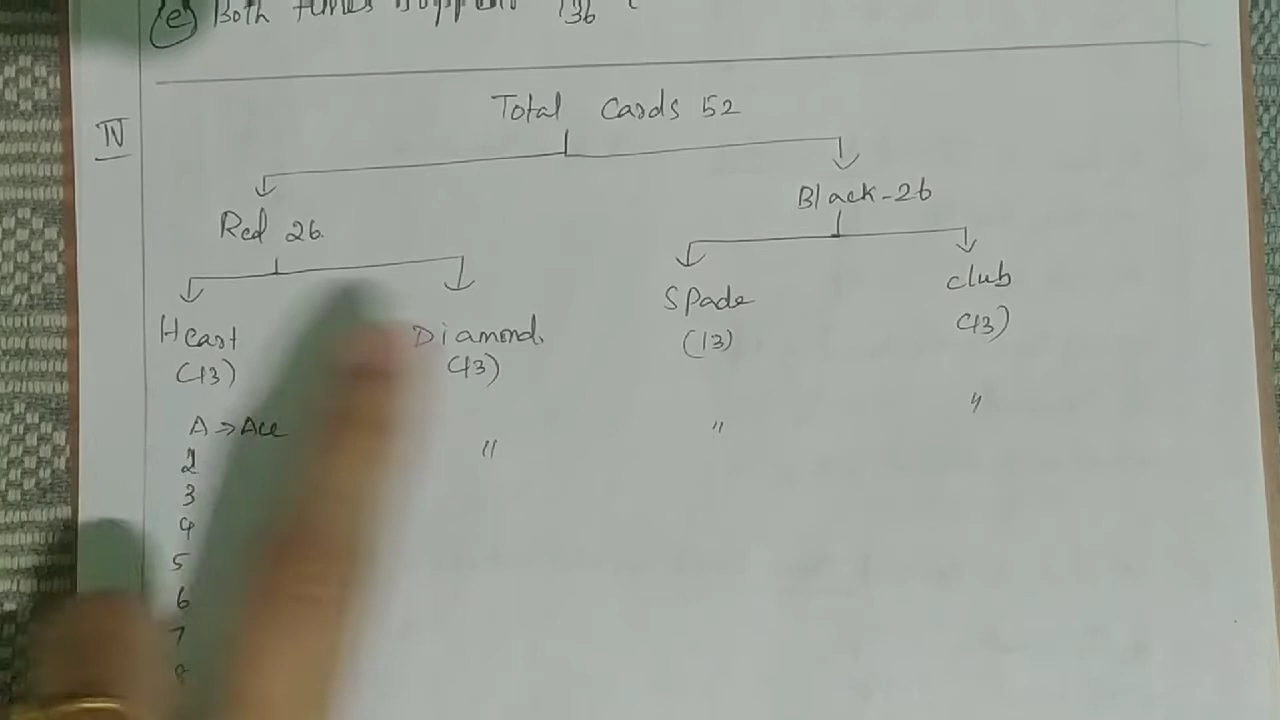 (e) Both
IV
Total Cards 52
Red 26
Black-26
Heart
(13)
Diamond
(13)
Spade
(13)
club
(13)
A → Ace
"
"
"
2
3
4
5
6
7
8